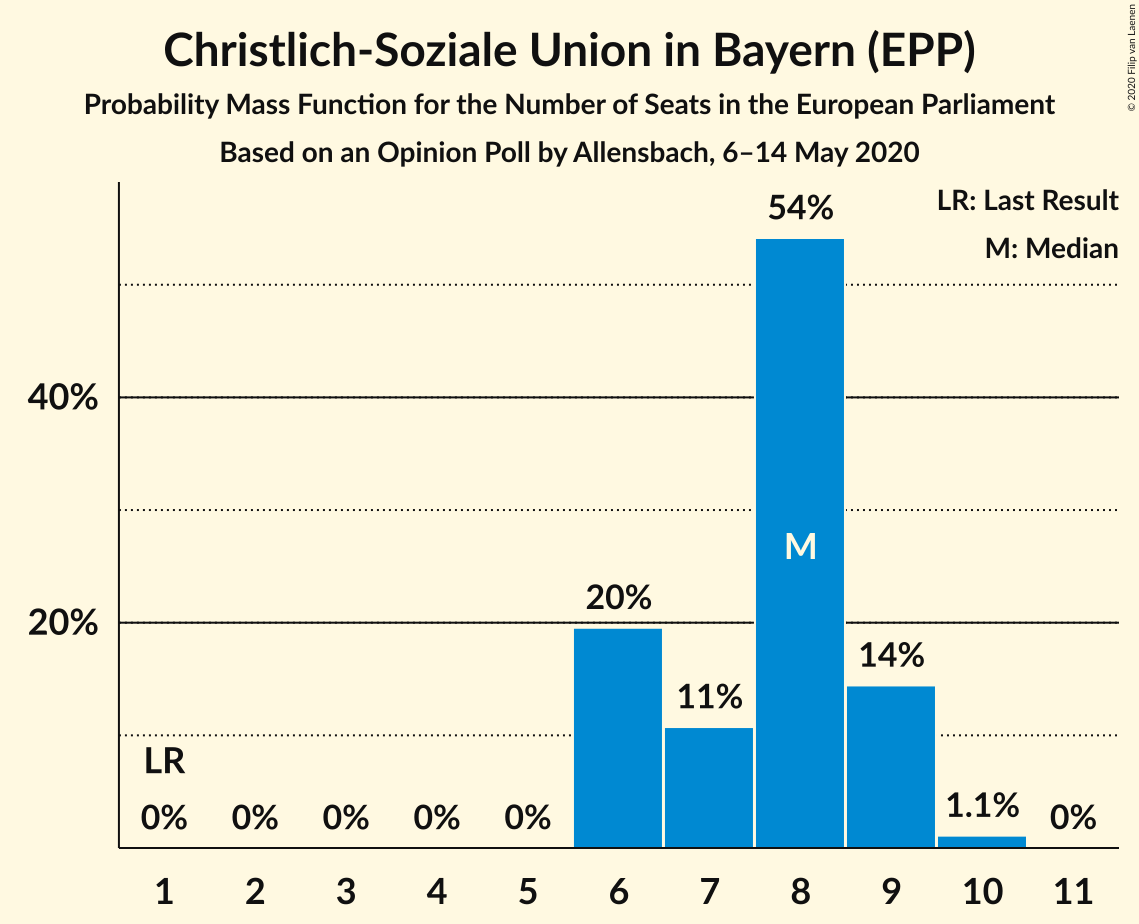 Christlich-Soziale Union in Bayern (EPP)
Probability Mass Function for the Number of Seats in the European Parliament
Based on an Opinion Poll by Allensbach, 6–14 May 2020
© 2020 Filip van Laenen
LR: Last Result
M: Median
54%
40%
M
20%
20%
14%
11%
LR
1.1%
0% 0% 0% 0% 0% 0%
1 2 3 4 5 6 7 8 9 10 11